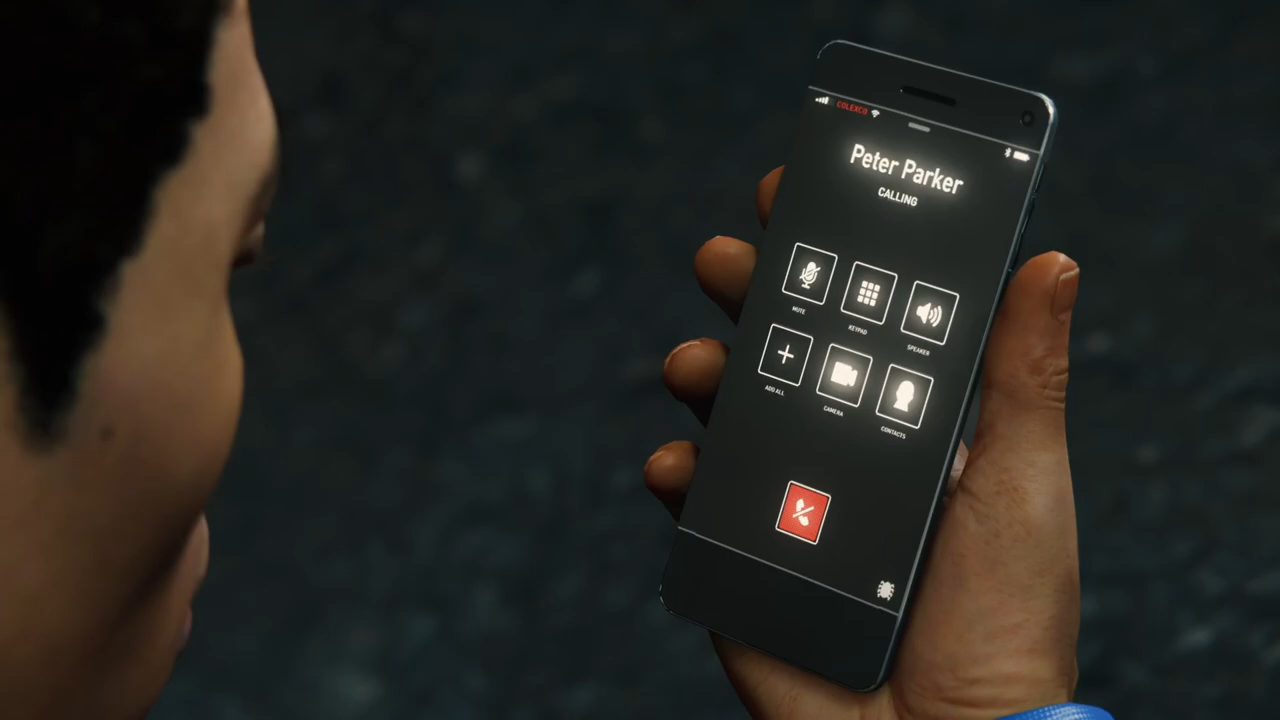 COLEXCO
Peter Parker
CALLING
MUTE
KEYPAD
SPEAKER
ADD ALL
CAMERA
CONTACTS